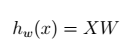 h_w(x) = XW